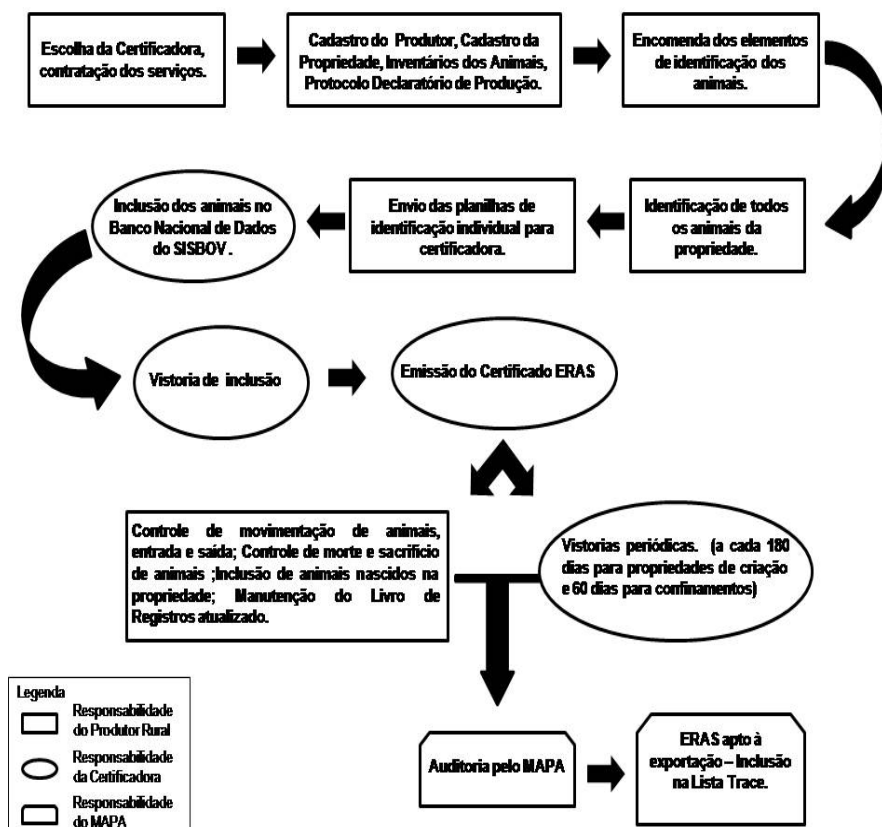 Escolha da Certificadora,
contratação dos serviços.
Cadastro do Produtor, Cadastro da
Propriedade, Inventários dos Animais,
Protocolo Declaratório de Produção.
Encomenda dos elementos
de identificação dos
animais.
Identificação de todos
os animais da
propriedade.
Envio das planilhas de
identificação individual para
certificadora.
Inclusão dos animais no
Banco Nacional de Dados
do SISBOV .
Vistoria de inclusão
Emissão do Certificado ERAS
Controle de movimentação de animais,
entrada e saída; Controle de morte e sacrifício
de animais ;Inclusão de animais nascidos na
propriedade; Manutenção do Livro de
Registros atualizado.
Vistorias periódicas. (a cada 180
dias para propriedades de criação
e 60 dias para confinamentos)
Auditoria pelo MAPA
ERAS apto à
exportação – Inclusão
na Lista Trace.
Legenda
Responsabilidade
do Produtor Rural
Responsabilidade
da Certificadora
Responsabilidade
do MAPA